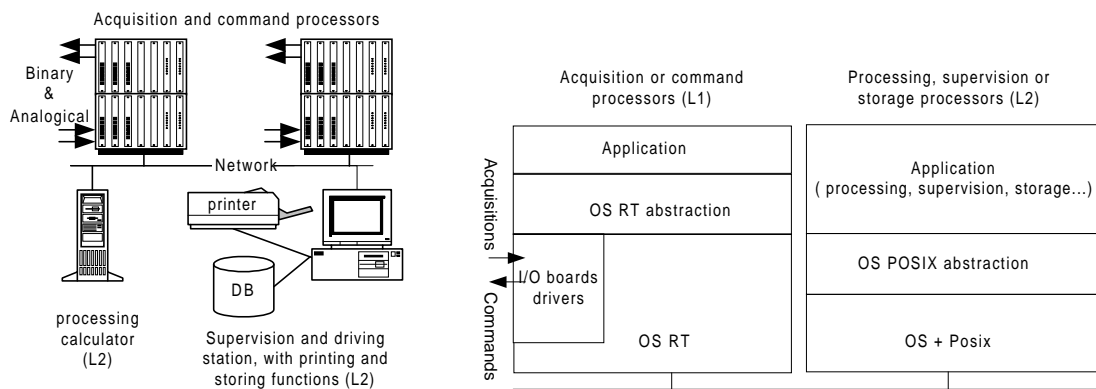 Acquisition and command processors
Binary
&
Analogical
Network
printer
DB
processing
calculator
(L2)
Supervision and driving
station, with printing and
storing functions (L2)
Acquisition or command
processors (L1)
Application
OS RT abstraction
Acquisitions
Commands
I/O boards
drivers
OS RT
Processing, supervision or
storage processors (L2)
Application
( processing, supervision, storage...)
OS POSIX abstraction
OS + Posix